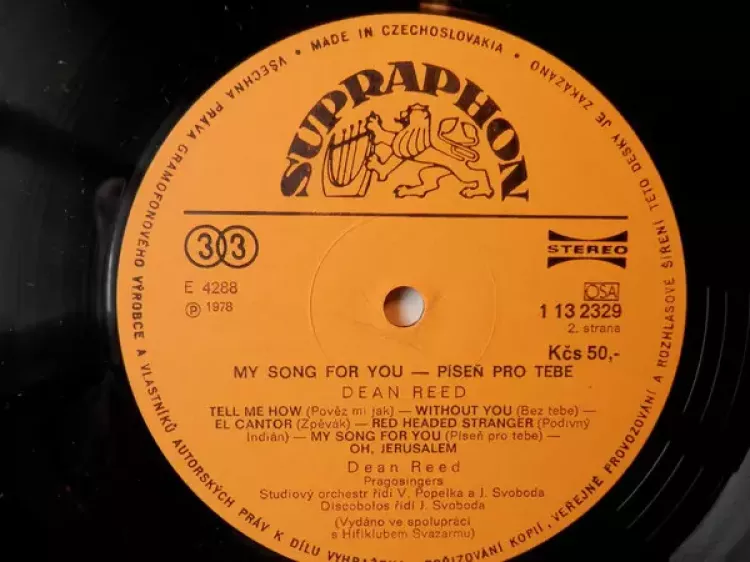 VŠECHNA PRÁVA GRAMOFONOVÉHO VÝROBCE A VLASTNÍKŮ AUTORSKÝCH PRÁV K DÍLU
MADE IN CZECHOSLOVAKIA
TÉTO DESKY JE ZAKÁZÁNO
KOPIÍ, VEŘEJNÉ PROVOZOVÁNÍ A ROZHLASOVÉ ŠÍŘENÍ
SUPRAPHON
33
STEREO
E 4288
Ⓟ 1978
OSA
1 13 2329
2. strana
Kčs 50,-
MY SONG FOR YOU — PÍSEŇ PRO TEBE
DEAN REED
TELL ME HOW (Pověz mi jak) — WITHOUT YOU (Bez tebe) —
EL CANTOR (Zpěvák) — RED HEADED STRANGER (Podivný
Indián) — MY SONG FOR YOU (Píseň pro tebe) —
OH, JERUSALEM
Dean Reed
Pragosingers
Studiový orchestr řídí V. Popelka a J. Svoboda
Discobolos řídí J. Svoboda
(Vydáno ve spolupráci
s Hifiklubem Svazarmu)